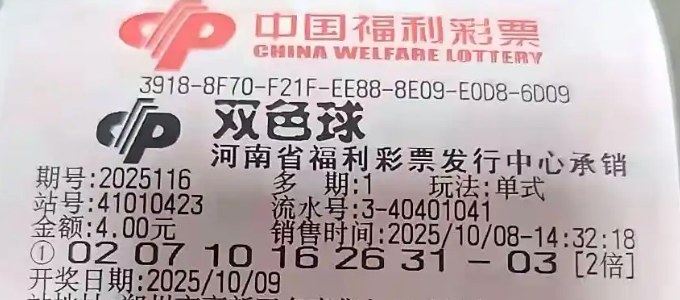 中国福利彩票
CHINA WELFARE LOTTERY
3918-8F70-F21F-EE88-8E09-E0D8-6D09
双色球
河南省福利彩票发行中心承销
期号:2025116 多 期:1 玩法:单式
站号:41010423 流水号:3-40401041
金额:4.00元 销售时间:2025/10/08-14:32:18
① 02 07 10 16 26 31 - 03 [2倍]
开奖日期:2025/10/09